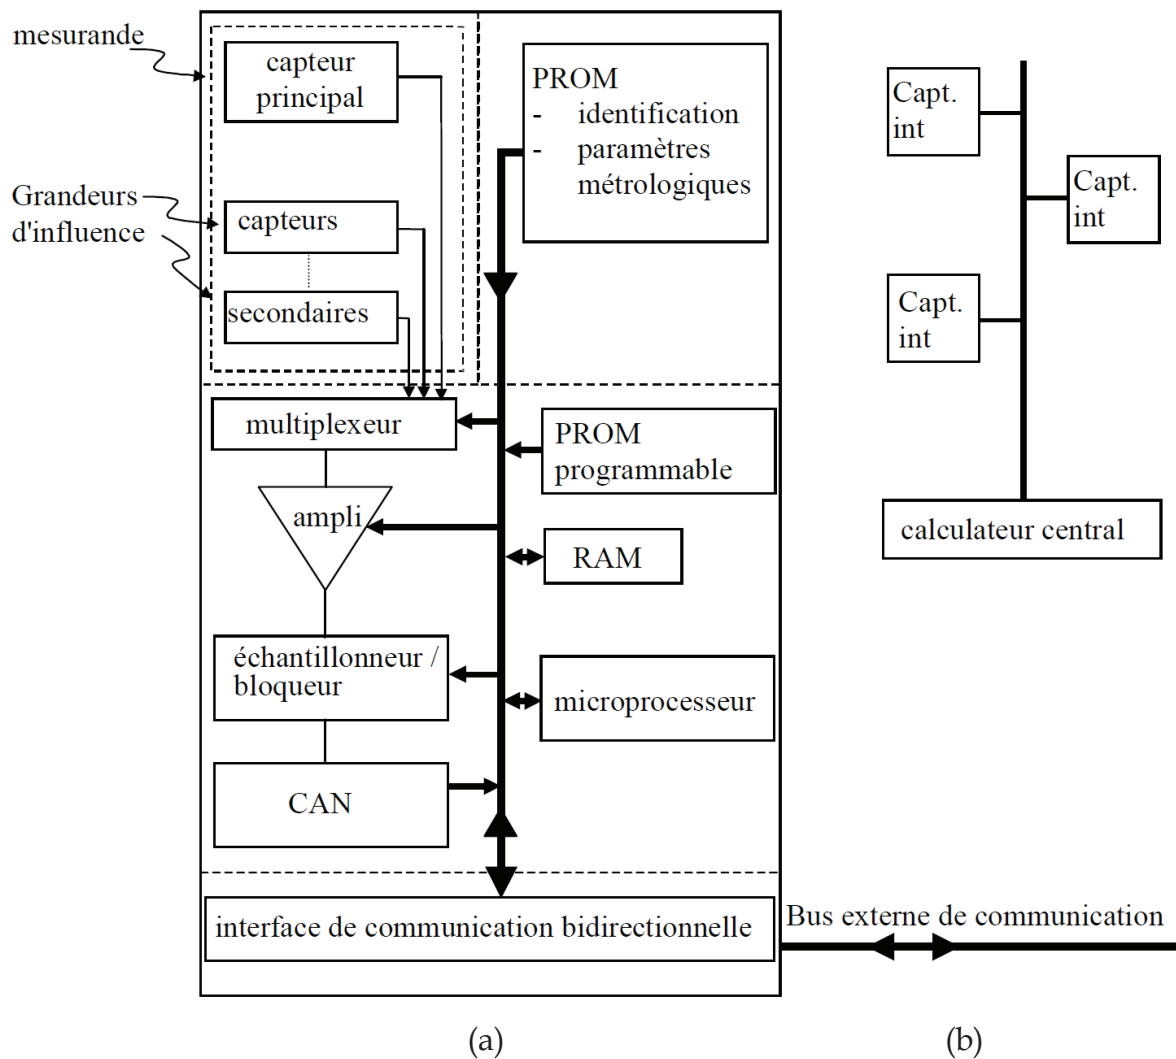 mesurande
capteur
principal
Grandeurs
d'influence
capteurs
secondaires
PROM
- identification
- paramètres
métrologiques
multiplexeur
PROM
programmable
ampli
RAM
échantillonneur /
bloqueur
microprocesseur
CAN
interface de communication bidirectionnelle
Bus externe de communication
Capt.
int
Capt.
int
Capt.
int
calculateur central
(a)
(b)